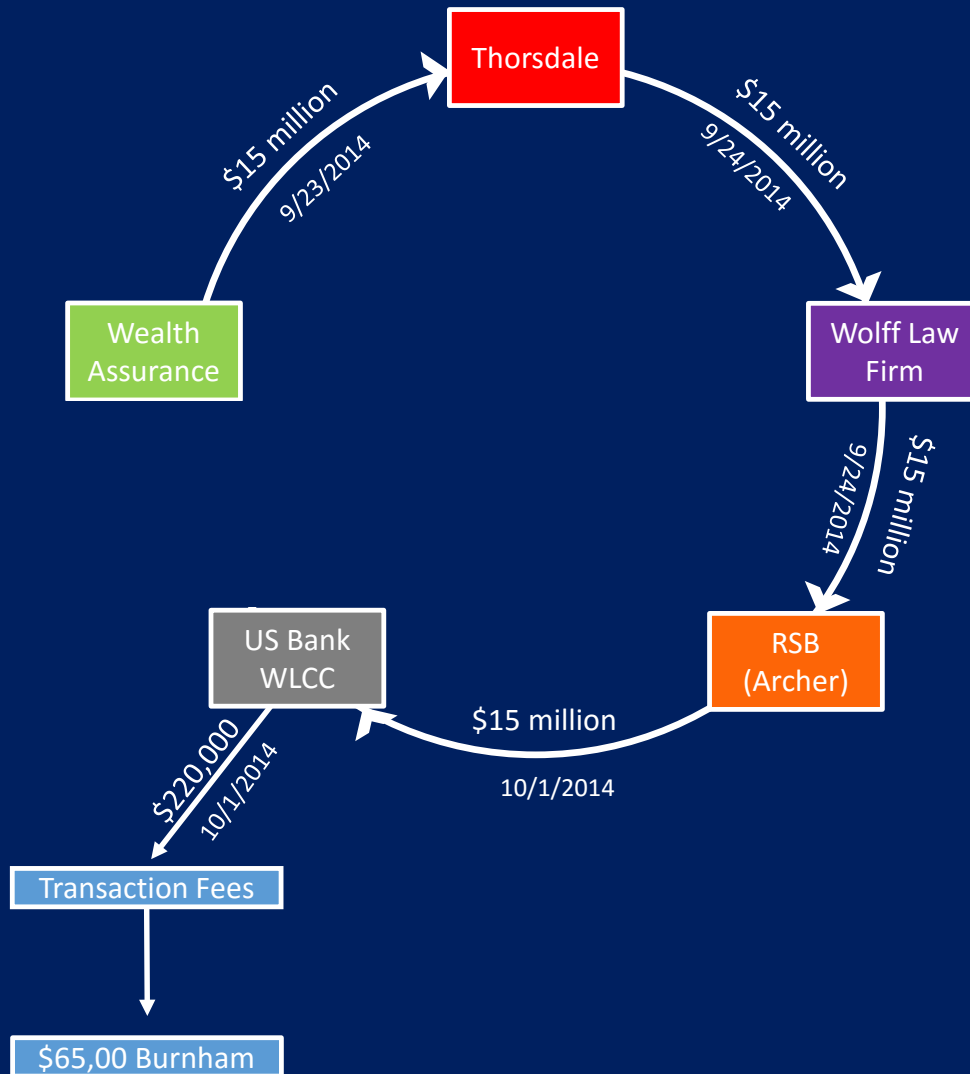 Thorsdale
$15 million
9/23/2014
$15 million
9/24/2014
Wealth
Assurance
Wolff Law
Firm
$15 million
9/24/2014
US Bank
WLCC
RSB
(Archer)
$15 million
10/1/2014
$220,000
10/1/2014
Transaction Fees
$65,00 Burnham